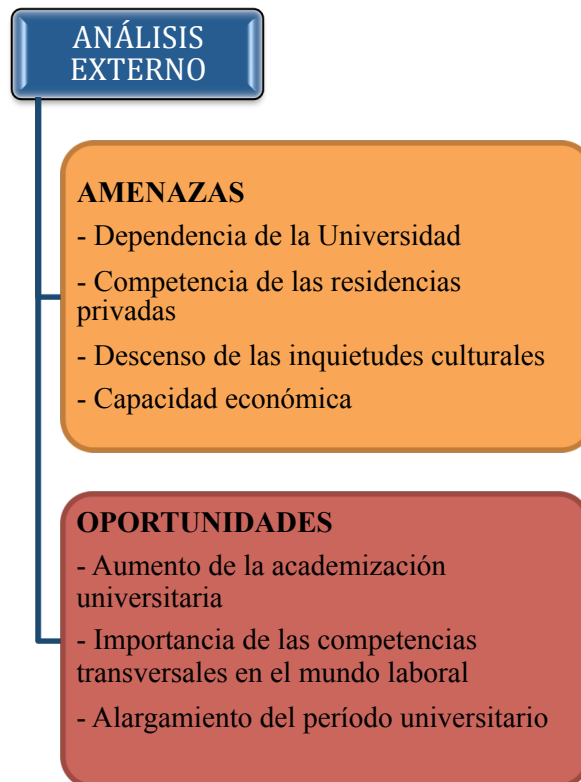 ANÁLISIS
EXTERNO
AMENAZAS
- Dependencia de la Universidad
- Competencia de las residencias
privadas
- Descenso de las inquietudes culturales
- Capacidad económica
OPORTUNIDADES
- Aumento de la academización
universitaria
- Importancia de las competencias
transversales en el mundo laboral
- Alargamiento del período universitario